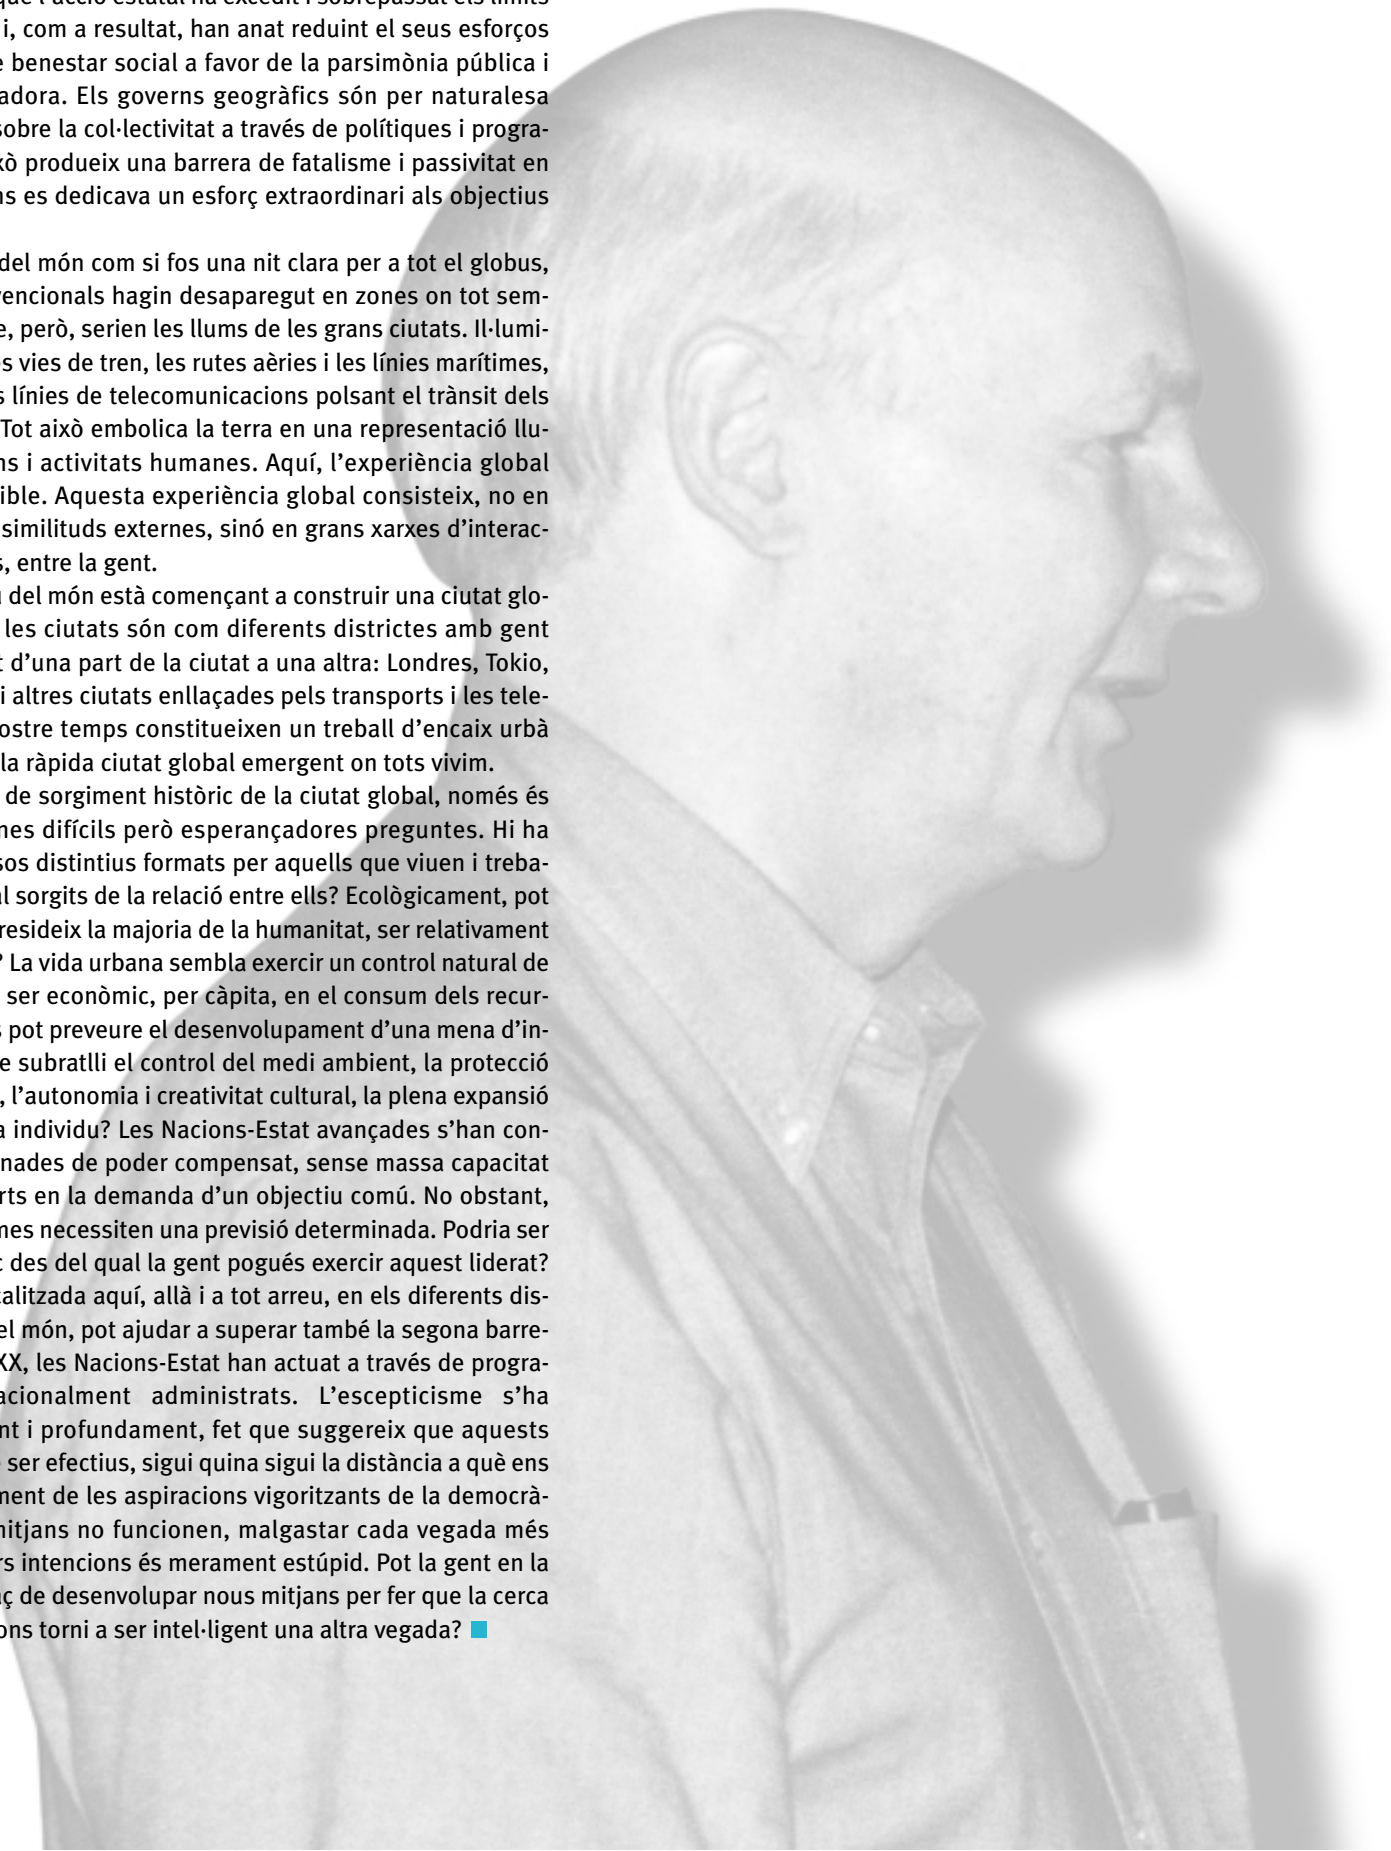 que l'acció estatal ha excedit i sobrepassat els límits
i, com a resultat, han anat reduint el seus esforços
benestar social a favor de la parsimònia pública i
adora. Els governs geogràfics són per naturalesa
sobre la col·lectivitat a través de polítiques i progra-
xò produeix una barrera de fatalisme i passivitat en
ns es dedicava un esforç extraordinari als objectius
del món com si fos una nit clara per a tot el globus,
vencionals hagin desaparegut en zones on tot sem-
e, però, serien les llums de les grans ciutats. Il·lumi-
es vies de tren, les rutes aèries i les línies marítimes,
s línies de telecomunicacions polsant el trànsit dels
Tot això embolica la terra en una representació llu-
ns i activitats humanes. Aquí, l’experiència global
ible. Aquesta experiència global consisteix, no en
similituds externes, sinó en grans xarxes d’interac-
s, entre la gent.
u del món està començant a construir una ciutat glo-
les ciutats són com diferents districtes amb gent
t d’una part de la ciutat a una altra: Londres, Tokio,
i altres ciutats enllaçades pels transports i les tele-
ostre temps constitueixen un treball d’encaix urbà
la ràpida ciutat global emergent on tots vivim.
de sorgiment històric de la ciutat global, només és
nes difícils però esperançadores preguntes. Hi ha
sos distintius formats per aquells que viuen i treba-
al sorgits de la relació entre ells? Ecològicament, pot
resideix la majoria de la humanitat, ser relativament
? La vida urbana sembla exercir un control natural de
ser econòmic, per càpita, en el consum dels recur-
s pot preveure el desenvolupament d’una mena d’in-
e subratlli el control del medi ambient, la protecció
, l’autonomia i creativitat cultural, la plena expansió
a individu? Les Nacions-Estat avançades s’han con-
nades de poder compensat, sense massa capacitat
rts en la demanda d’un objectiu comú. No obstant,
mes necessiten una previsió determinada. Podria ser
c des del qual la gent pogués exercir aquest liderat?
calitzada aquí, allà i a tot arreu, en els diferents dis-
el món, pot ajudar a superar també la segona barre-
XX, les Nacions-Estat han actuat a través de progra-
acionalment administrats. L’escepticisme s’ha
nt i profundament, fet que suggereix que aquests
ser efectius, sigui quina sigui la distància a què ens
ment de les aspiracions vigoritzants de la democrà-
mitjans no funcionen, malgastar cada vegada més
rs intencions és merament estúpid. Pot la gent en la
aç de desenvolupar nous mitjans per fer que la cerca
ons torni a ser intel·ligent una altra vegada?